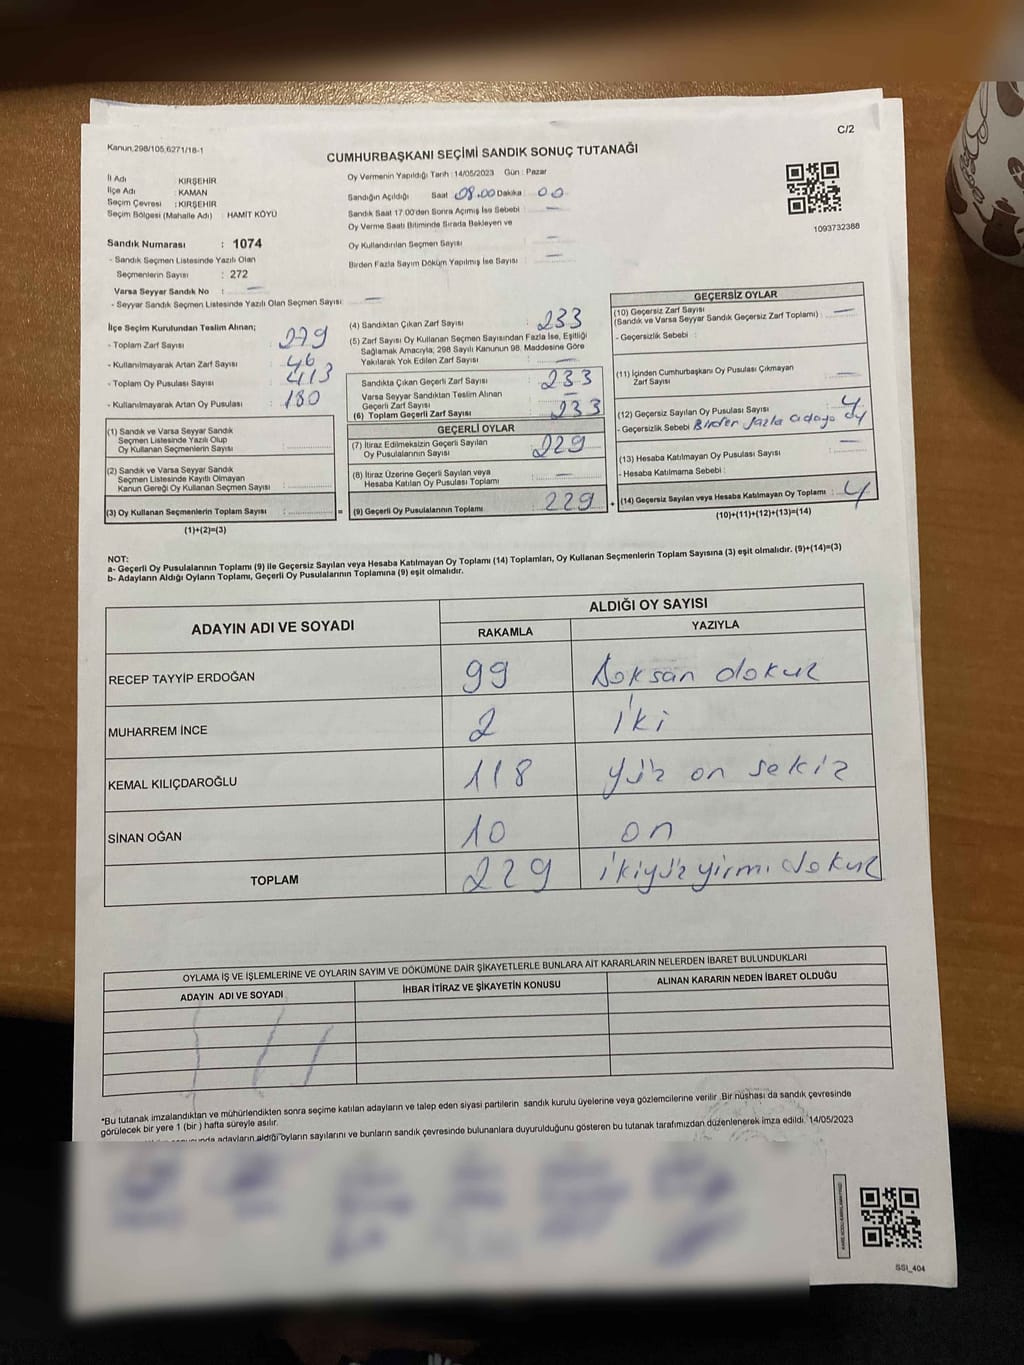 C/2
Kanun.298/105,6271/18-1
CUMHURBAŞKANI SEÇİMİ SANDIK SONUÇ TUTANAĞI
İl Adı : KIRŞEHİR
İlçe Adı : KAMAN
Seçim Çevresi : KIRŞEHİR
Seçim Bölgesi (Mahalle Adı) : HAMİT KÖYÜ
Oy Vermenin Yapıldığı Tarih : 14/05/2023 Gün : Pazar
Sandığın Açıldığı Saat 08.00 Dakika : 00
Sandık Saat 17 00'den Sonra Açımış İse Sebebi : —
Oy Verme Saati Bitiminde Sırada Bekleyen ve
Oy Kullandırılan Seçmen Sayısı : —
Birden Fazla Sayım Döküm Yapılmış İse Sayısı : —
1093732388
Sandık Numarası : 1074
- Sandık Seçmen Listesinde Yazılı Olan
Seçmenlerin Sayısı : 272
Varsa Seyyar Sandık No : —
- Seyyar Sandık Seçmen Listesinde Yazılı Olan Seçmen Sayısı : —
İlçe Seçim Kurulundan Teslim Alınan;
- Toplam Zarf Sayısı : 279
- Kullanılmayarak Artan Zarf Sayısı : 46
- Toplam Oy Pusulası Sayısı : 413
- Kullanılmayarak Artan Oy Pusulası : 180
(1) Sandık ve Varsa Seyyar Sandık
Seçmen Listesinde Yazılı Olup
Oy Kullanan Seçmenlerin Sayısı :
(2) Sandık ve Varsa Seyyar Sandık
Seçmen Listesinde Kayıtlı Olmayan
Kanun Gereği Oy Kullanan Seçmen Sayısı :
(3) Oy Kullanan Seçmenlerin Toplam Sayısı : =
(1)+(2)=(3)
(4) Sandıktan Çıkan Zarf Sayısı : 233
(5) Zarf Sayısı Oy Kullanan Seçmen Sayısından Fazla İse, Eşitliği
Sağlamak Amacıyla; 298 Sayılı Kanunun 98. Maddesine Göre
Yakılarak Yok Edilen Zarf Sayısı : —
Sandıkta Çıkan Geçerli Zarf Sayısı : 233
Varsa Seyyar Sandıktan Teslim Alınan
Geçerli Zarf Sayısı : —
(6) Toplam Geçerli Zarf Sayısı : 233
GEÇERLİ OYLAR
(7) İtiraz Edilmeksizin Geçerli Sayılan
Oy Pusulasının Sayısı : 229
(8) İtiraz Üzerine Geçerli Sayılan veya
Hesaba Katılan Oy Pusulası Toplamı : —
(9) Geçerli Oy Pusulalarının Toplamı : 229 +
GEÇERSİZ OYLAR
(10) Geçersiz Zarf Sayısı
(Sandık ve Varsa Seyyar Sandık Geçersiz Zarf Toplamı) : —
- Geçersizlik Sebebi :
(11) İçinden Cumhurbaşkanı Oy Pusulası Çıkmayan
Zarf Sayısı : —
(12) Geçersiz Sayılan Oy Pusulası Sayısı : 4
- Geçersizlik Sebebi Birden fazla adaya oy
(13) Hesaba Katılmayan Oy Pusulası Sayısı : —
- Hesaba Katılmama Sebebi :
(14) Geçersiz Sayılan veya Hesaba Katılmayan Oy Toplamı : 4
(10)+(11)+(12)+(13)=(14)
NOT:
a- Geçerli Oy Pusulalarının Toplamı (9) ile Geçersiz Sayılan veya Hesaba Katılmayan Oy Toplamı (14) Toplamları, Oy Kullanan Seçmenlerin Toplam Sayısına (3) eşit olmalıdır. (9)+(14)=(3)
b- Adayların Aldığı Oyların Toplamı, Geçerli Oy Pusulalarının Toplamına (9) eşit olmalıdır.
ADAYIN ADI VE SOYADI ALDIĞI OY SAYISI
RAKAMLA YAZIYLA
RECEP TAYYİP ERDOĞAN 99 Doksan dokuz
MUHARREM İNCE 2 iki
KEMAL KILIÇDAROĞLU 118 yüz on sekiz
SİNAN OĞAN 10 on
TOPLAM 229 ikiyüz yirmi dokuz
OYLAMA İŞ VE İŞLEMLERİNE VE OYLARIN SAYIM VE DÖKÜMÜNE DAİR ŞİKAYETLERLE BUNLARA AİT KARARLARIN NELERDEN İBARET BULUNDUKLARI
ADAYIN ADI VE SOYADI İHBAR İTİRAZ VE ŞİKAYETİN KONUSU ALINAN KARARIN NEDEN İBARET OLDUĞU
*Bu tutanak imzalandıktan ve mühürlendikten sonra seçime katılan adayların ve talep eden siyasi partilerin sandık kurulu üyelerine veya gözlemcilerine verilir .Bir nüshası da sandık çevresinde
görülecek bir yere 1 (bir ) hafta süreyle asılır.
adayların aldığı oyların sayılarını ve bunların sandık çevresinde bulunanlara duyurulduğunu gösteren bu tutanak tarafımızdan düzenlenerek imza edildi. 14/05/2023
SSI_404